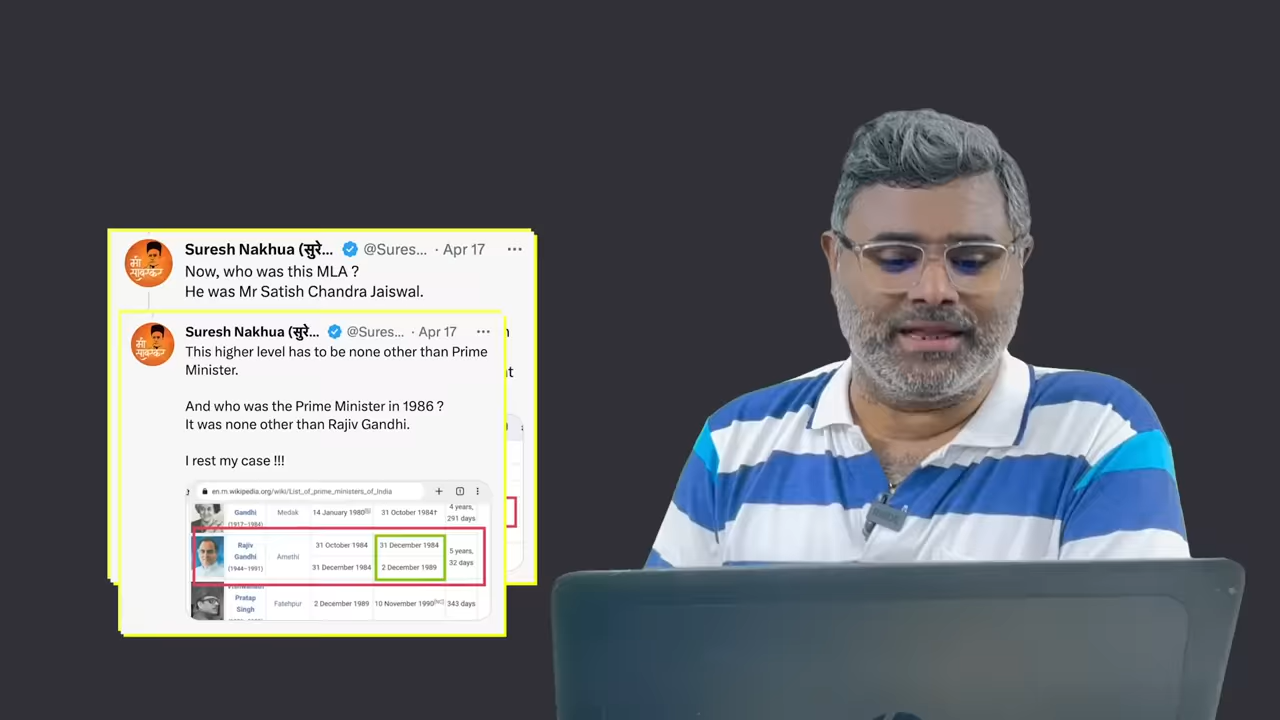 Suresh Nakhua (सुरे... @Sures... · Apr 17 ...
Now, who was this MLA ?
He was Mr Satish Chandra Jaiswal.
Suresh Nakhua (सुरे... @Sures... · Apr 17 ...
This higher level has to be none other than Prime
Minister.
And who was the Prime Minister in 1986 ?
It was none other than Rajiv Gandhi.
I rest my case !!!
en.m.wikipedia.org/wiki/List_of_prime_ministers_of_India
Gandhi
(1917–1984)
Medak
14 January 1980
31 October 1984†
4 years,
291 days
Rajiv
Gandhi
(1944–1991)
Amethi
31 October 1984
31 December 1984
31 December 1984
2 December 1989
5 years,
32 days
Pratap
Singh
Fatehpur
2 December 1989
10 November 1990[NC]
343 days